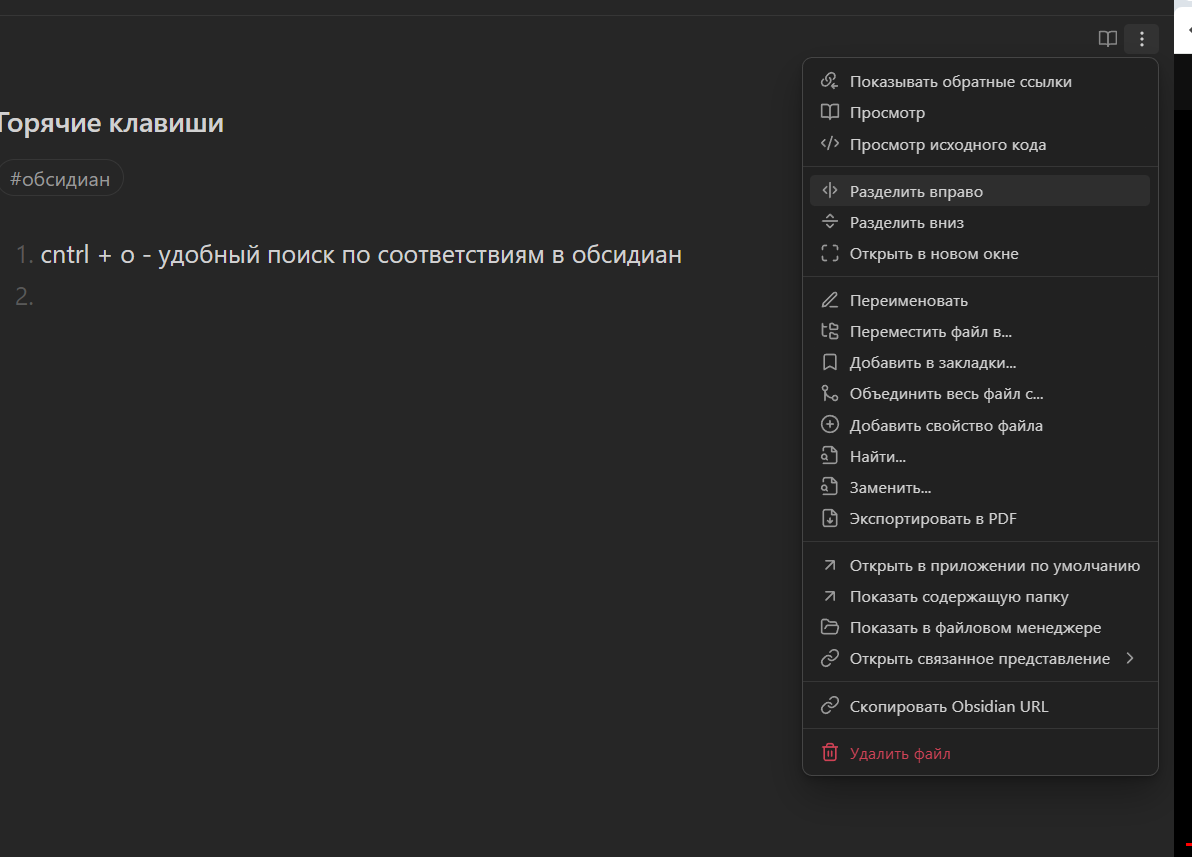 Горячие клавиши
#обсидиан
1. cntrl + o - удобный поиск по соответствиям в обсидиан
2.
Показывать обратные ссылки
Просмотр
Просмотр исходного кода
Разделить вправо
Разделить вниз
Открыть в новом окне
Переименовать
Переместить файл в...
Добавить в закладки...
Объединить весь файл с...
Добавить свойство файла
Найти...
Заменить...
Экспортировать в PDF
Открыть в приложении по умолчанию
Показать содержащую папку
Показать в файловом менеджере
Открыть связанное представление
Скопировать Obsidian URL
Удалить файл